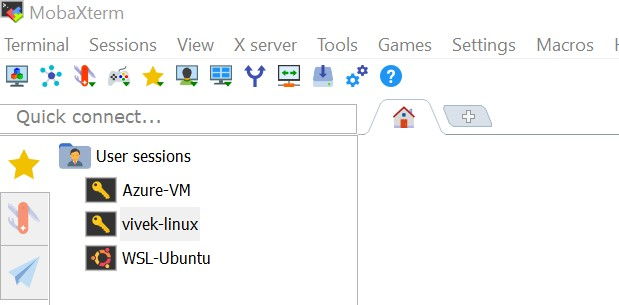 MobaXterm
Terminal Sessions View X server Tools Games Settings Macros
Quick connect...
User sessions
Azure-VM
vivek-linux
WSL-Ubuntu